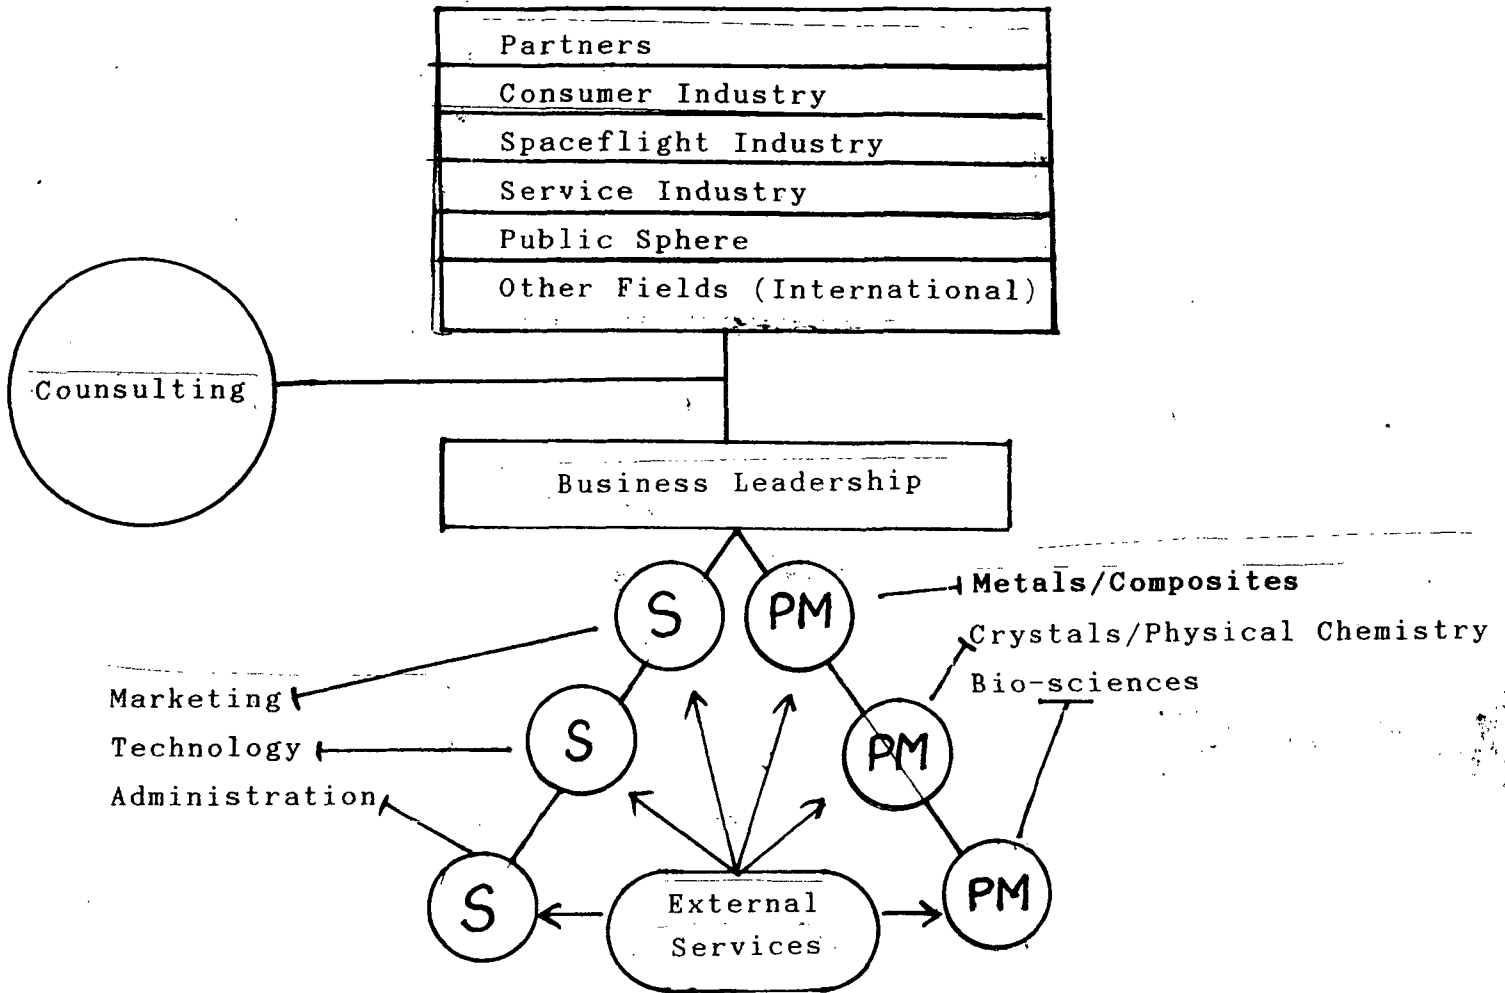 Partners
Consumer Industry
Spaceflight Industry
Service Industry
Public Sphere
Other Fields (International)
Counsulting
Business Leadership
S
PM
Metals/Composites
Crystals/Physical Chemistry
Bio-sciences
Marketing
Technology
Administration
S
PM
S
PM
External
Services